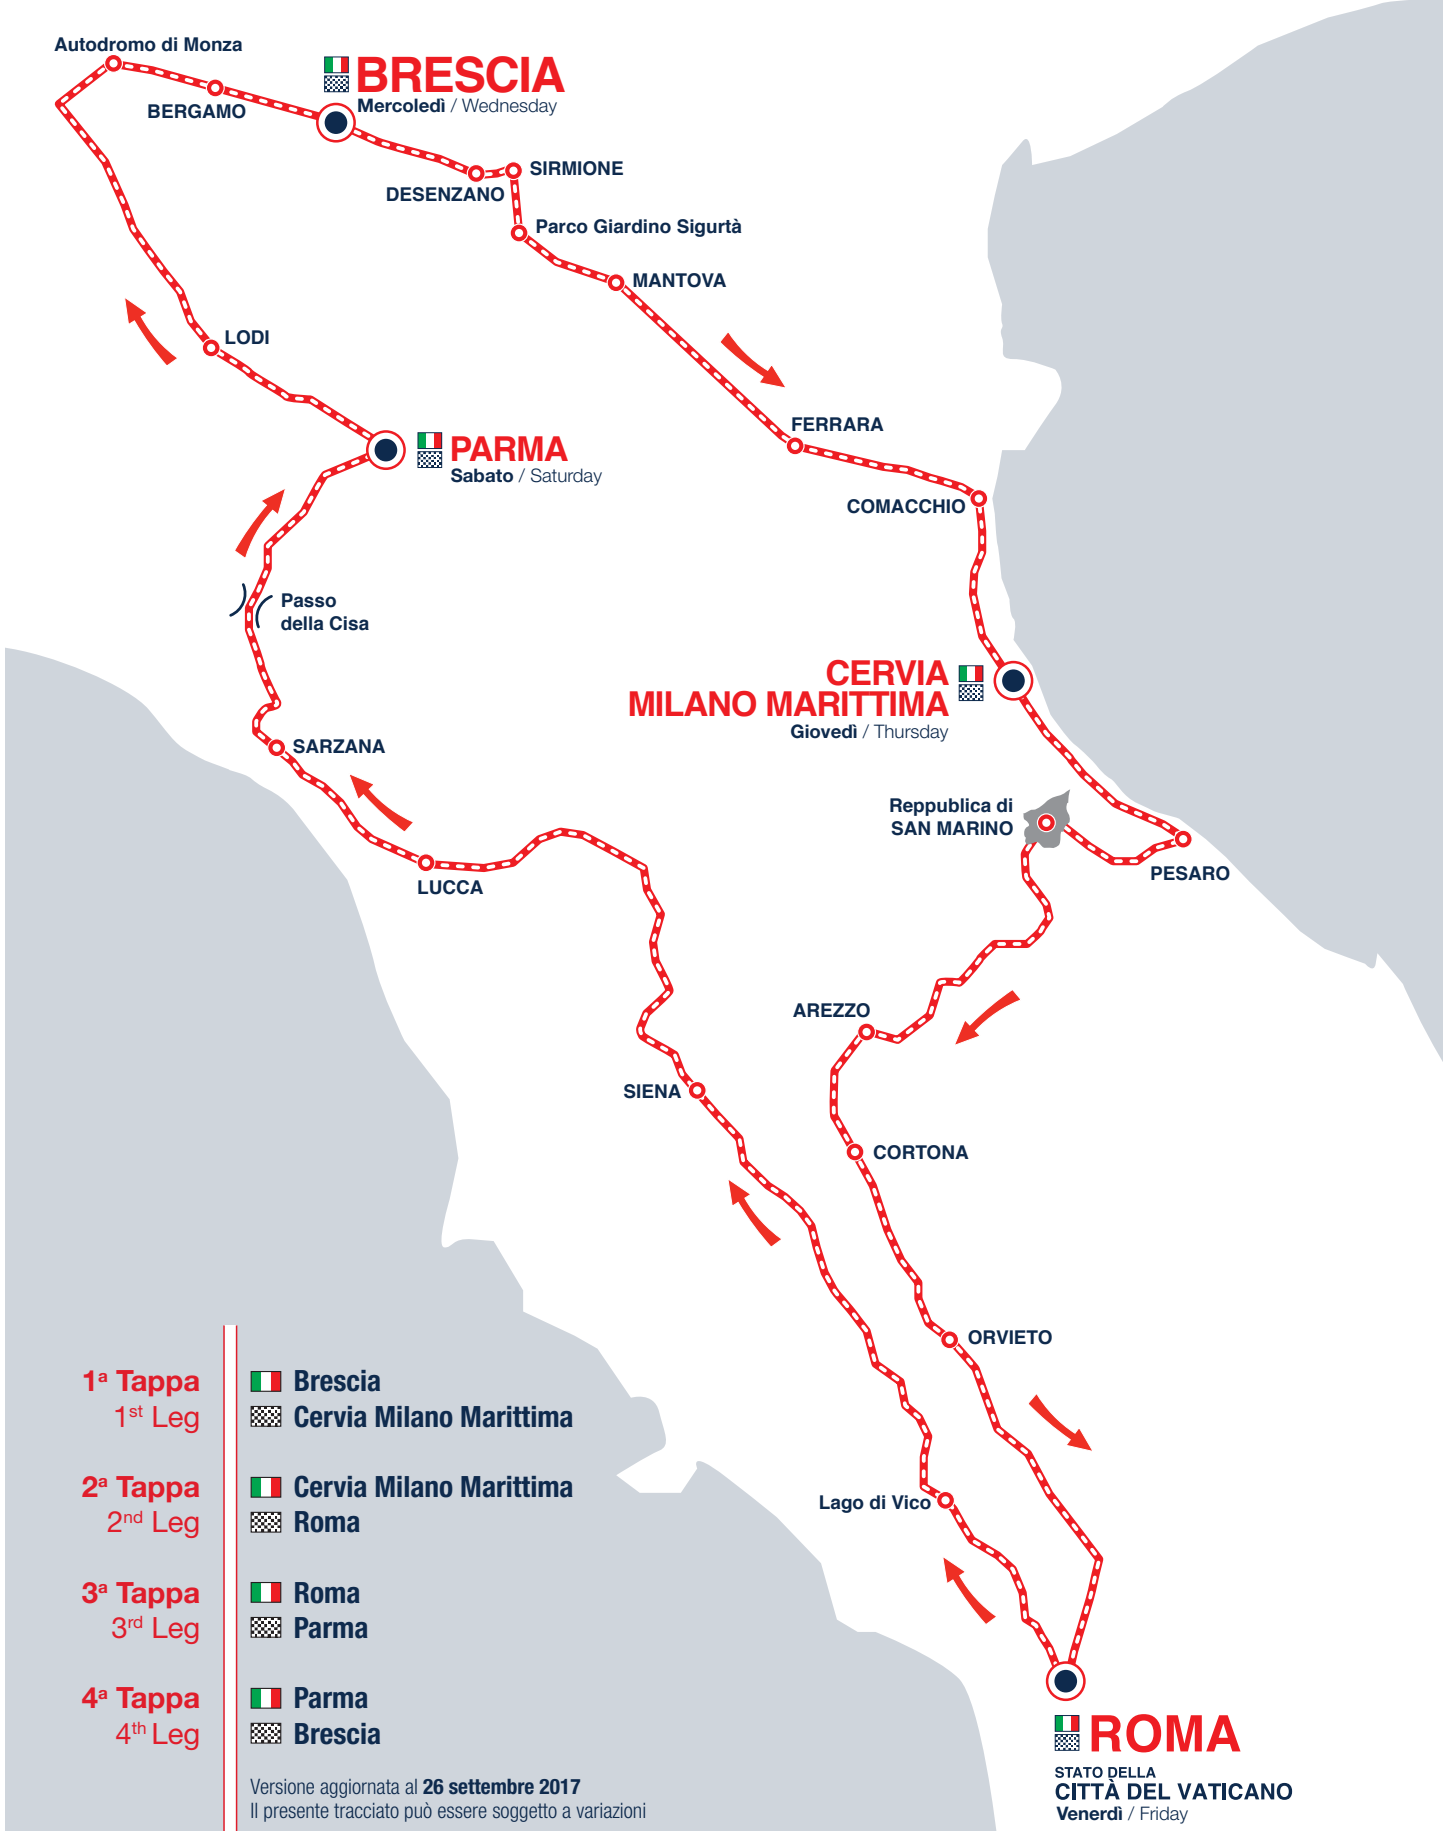 Autodromo di Monza
BRESCIA
Mercoledì / Wednesday
BERGAMO
SIRMIONE
DESENZANO
Parco Giardino Sigurtà
MANTOVA
LODI
FERRARA
PARMA
Sabato / Saturday
COMACCHIO
Passo
della Cisa
CERVIA
MILANO MARITTIMA
Giovedì / Thursday
SARZANA
Reppublica di
SAN MARINO
PESARO
LUCCA
AREZZO
SIENA
CORTONA
ORVIETO
Lago di Vico
ROMA
STATO DELLA
CITTÀ DEL VATICANO
Venerdì / Friday
1ª Tappa Brescia
1st Leg Cervia Milano Marittima
2ª Tappa Cervia Milano Marittima
2nd Leg Roma
3ª Tappa Roma
3rd Leg Parma
4ª Tappa Parma
4th Leg Brescia
Versione aggiornata al 26 settembre 2017
Il presente tracciato può essere soggetto a variazioni